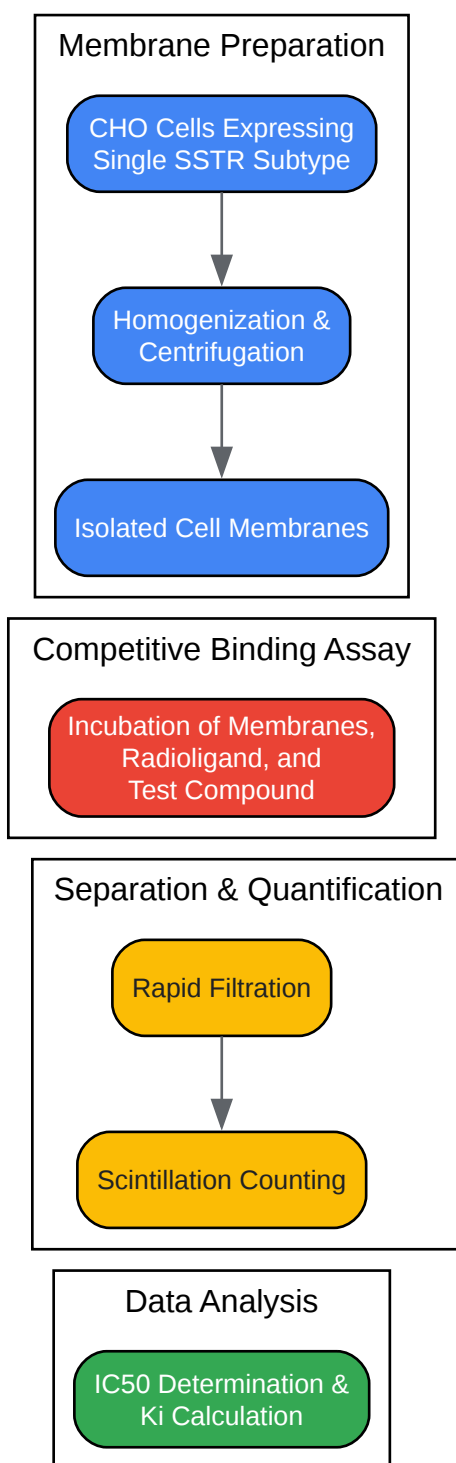 Membrane Preparation
CHO Cells Expressing
Single SSTR Subtype
Homogenization &
Centrifugation
Isolated Cell Membranes
Competitive Binding Assay
Incubation of Membranes,
Radioligand, and
Test Compound
Separation & Quantification
Rapid Filtration
Scintillation Counting
Data Analysis
IC50 Determination &
Ki Calculation